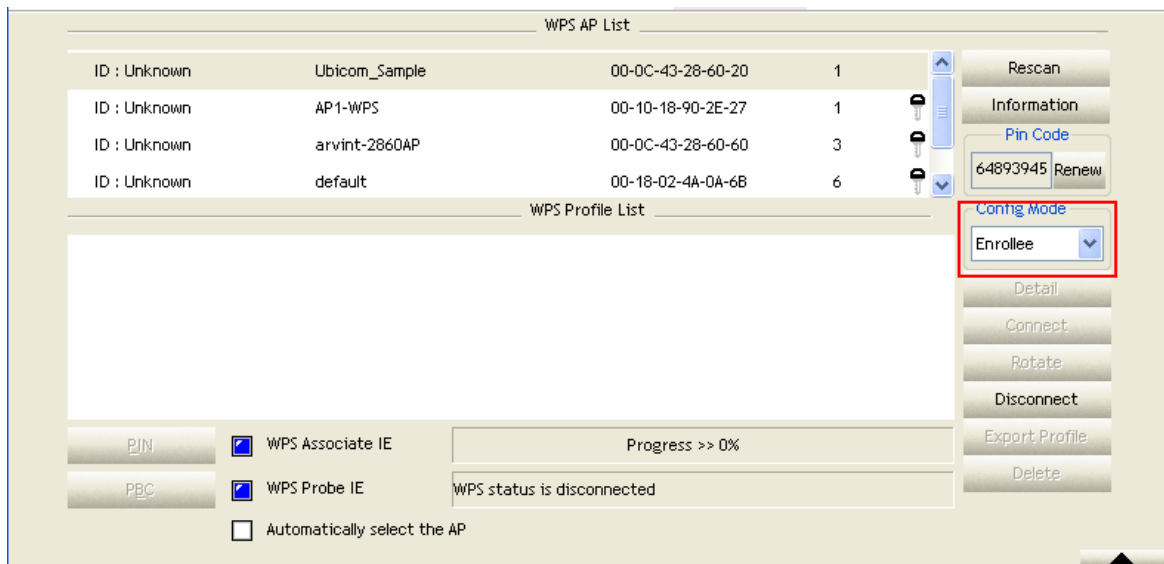 WPS AP List
ID : Unknown Ubicom_Sample 00-0C-43-28-60-20 1
Rescan
ID : Unknown AP1-WPS 00-10-18-90-2E-27 1
Information
Pin Code
ID : Unknown arvint-2860AP 00-0C-43-28-60-60 3
64893945 Renew
ID : Unknown default 00-18-02-4A-0A-6B 6
WPS Profile List
Config Mode
Enrollee
Detail
Connect
Rotate
Disconnect
PIN WPS Associate IE Progress >> 0% Export Profile
PBC WPS Probe IE WPS status is disconnected Delete
Automatically select the AP